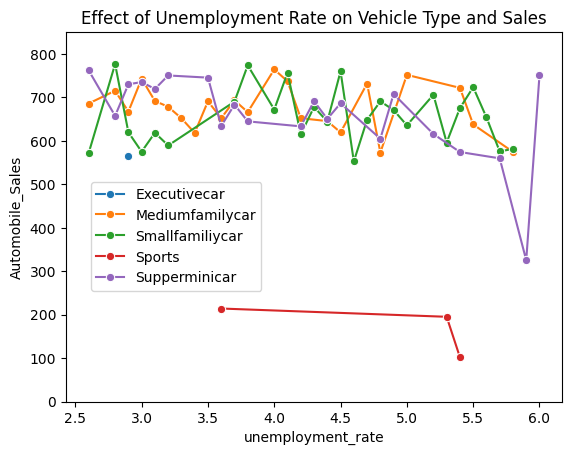 Effect of Unemployment Rate on Vehicle Type and Sales
Automobile_Sales
800
700
600
500
400
300
200
100
0
Executivecar
Mediumfamilycar
Smallfamiliycar
Sports
Supperminicar
2.5 3.0 3.5 4.0 4.5 5.0 5.5 6.0
unemployment_rate